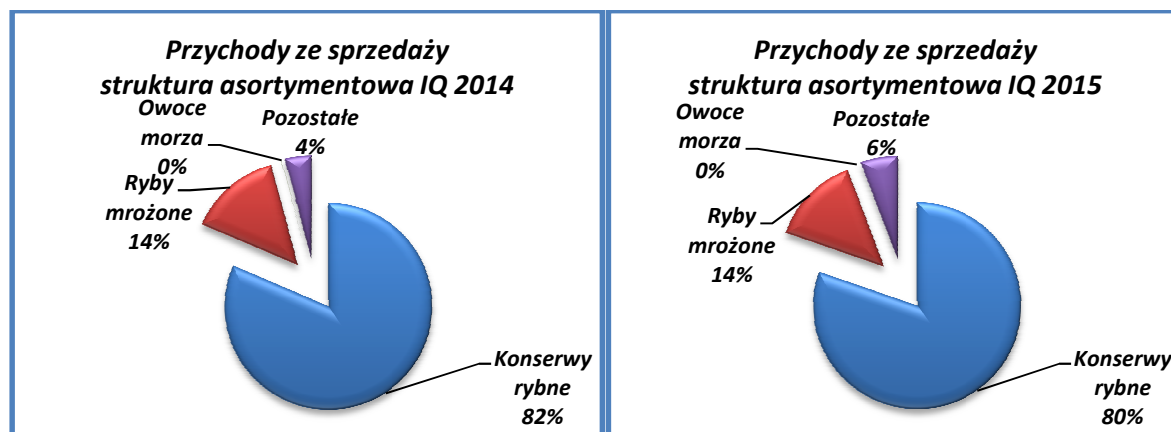 Przychody ze sprzedaży
struktura asortymentowa IQ 2014
Owoce
morza
0%
Pozostałe
4%
Ryby
mrożone
14%
Konserwy
rybne
82%
Przychody ze sprzedaży
struktura asortymentowa IQ 2015
Owoce
morza
0%
Pozostałe
6%
Ryby
mrożone
14%
Konserwy
rybne
80%